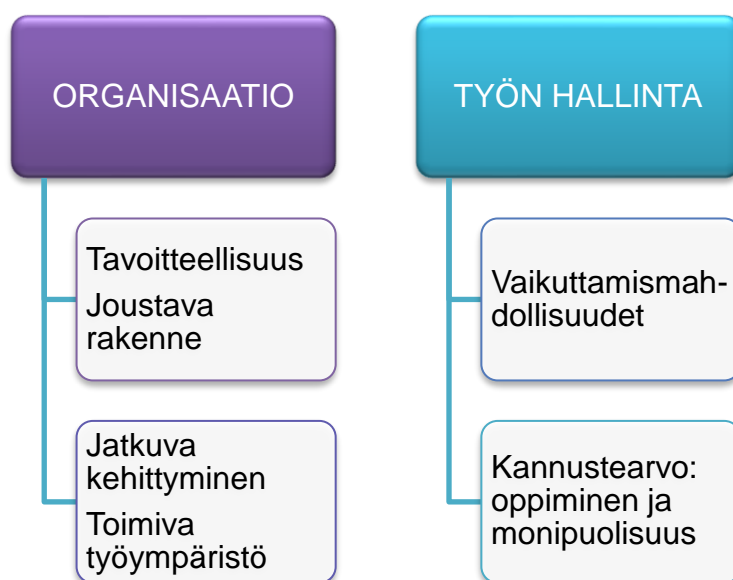 ORGANISAATIO
Tavoitteellisuus
Joustava
rakenne
Jatkuva
kehittyminen
Toimiva
työympäristö
TYÖN HALLINTA
Vaikuttamismah-
dollisuudet
Kannustearvo:
oppiminen ja
monipuolisuus